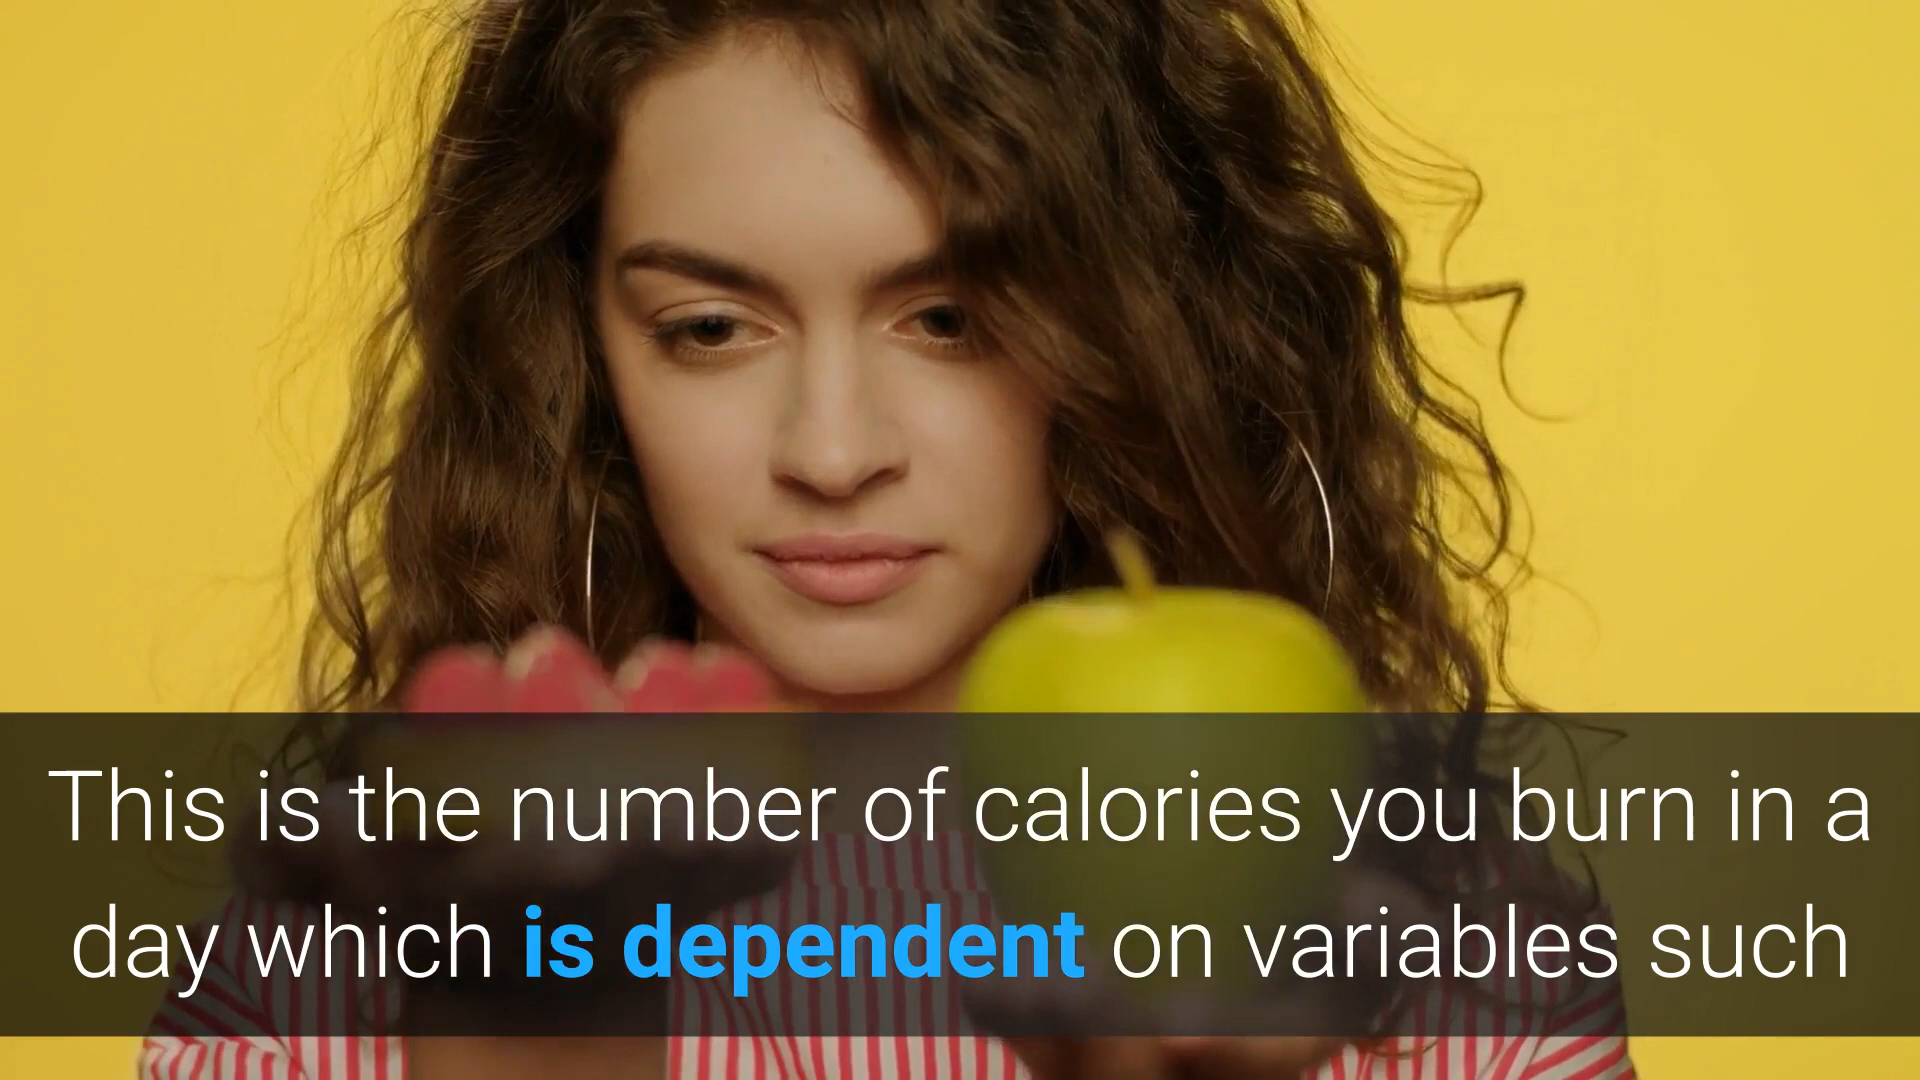 This is the number of calories you burn in a
day which is dependent on variables such